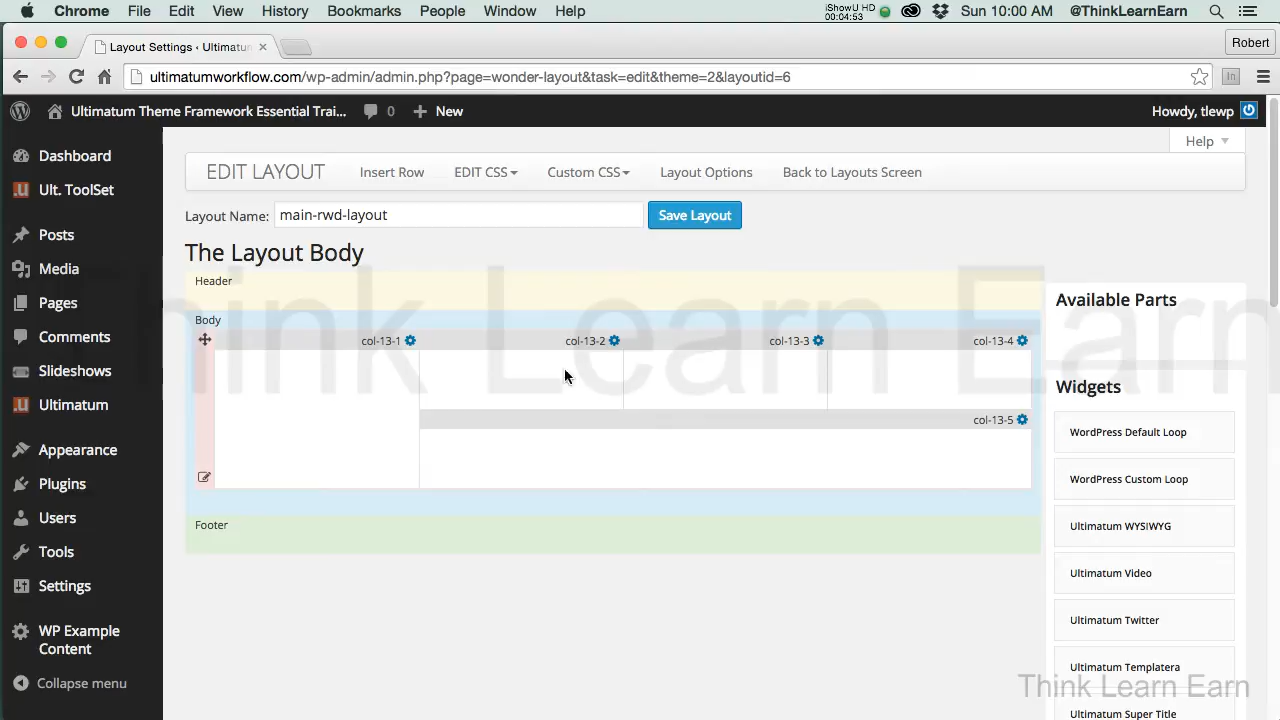 Chrome File Edit View History Bookmarks People Window Help iShowU HD 00:04:53 Sun 10:00 AM @ThinkLearnEarn
Layout Settings ‹ Ultimatum
Robert
ultimatumworkflow.com/wp-admin/admin.php?page=wonder-layout&task=edit&theme=2&layoutid=6
Ultimatum Theme Framework Essential Trai... 0 New Howdy, tlewp
Help
Dashboard
Ult. ToolSet
Posts
Media
Pages
Comments
Slideshows
Ultimatum
Appearance
Plugins
Users
Tools
Settings
WP Example
Content
Collapse menu
EDIT LAYOUT Insert Row EDIT CSS Custom CSS Layout Options Back to Layouts Screen
Layout Name: main-rwd-layout Save Layout
The Layout Body
Header
Body
col-13-1 col-13-2 col-13-3 col-13-4
col-13-5
Footer
Available Parts
Widgets
WordPress Default Loop
WordPress Custom Loop
Ultimatum WYSIWYG
Ultimatum Video
Ultimatum Twitter
Ultimatum Templatera
Ultimatum Super Title
Think Learn Earn
Think Learn Earn